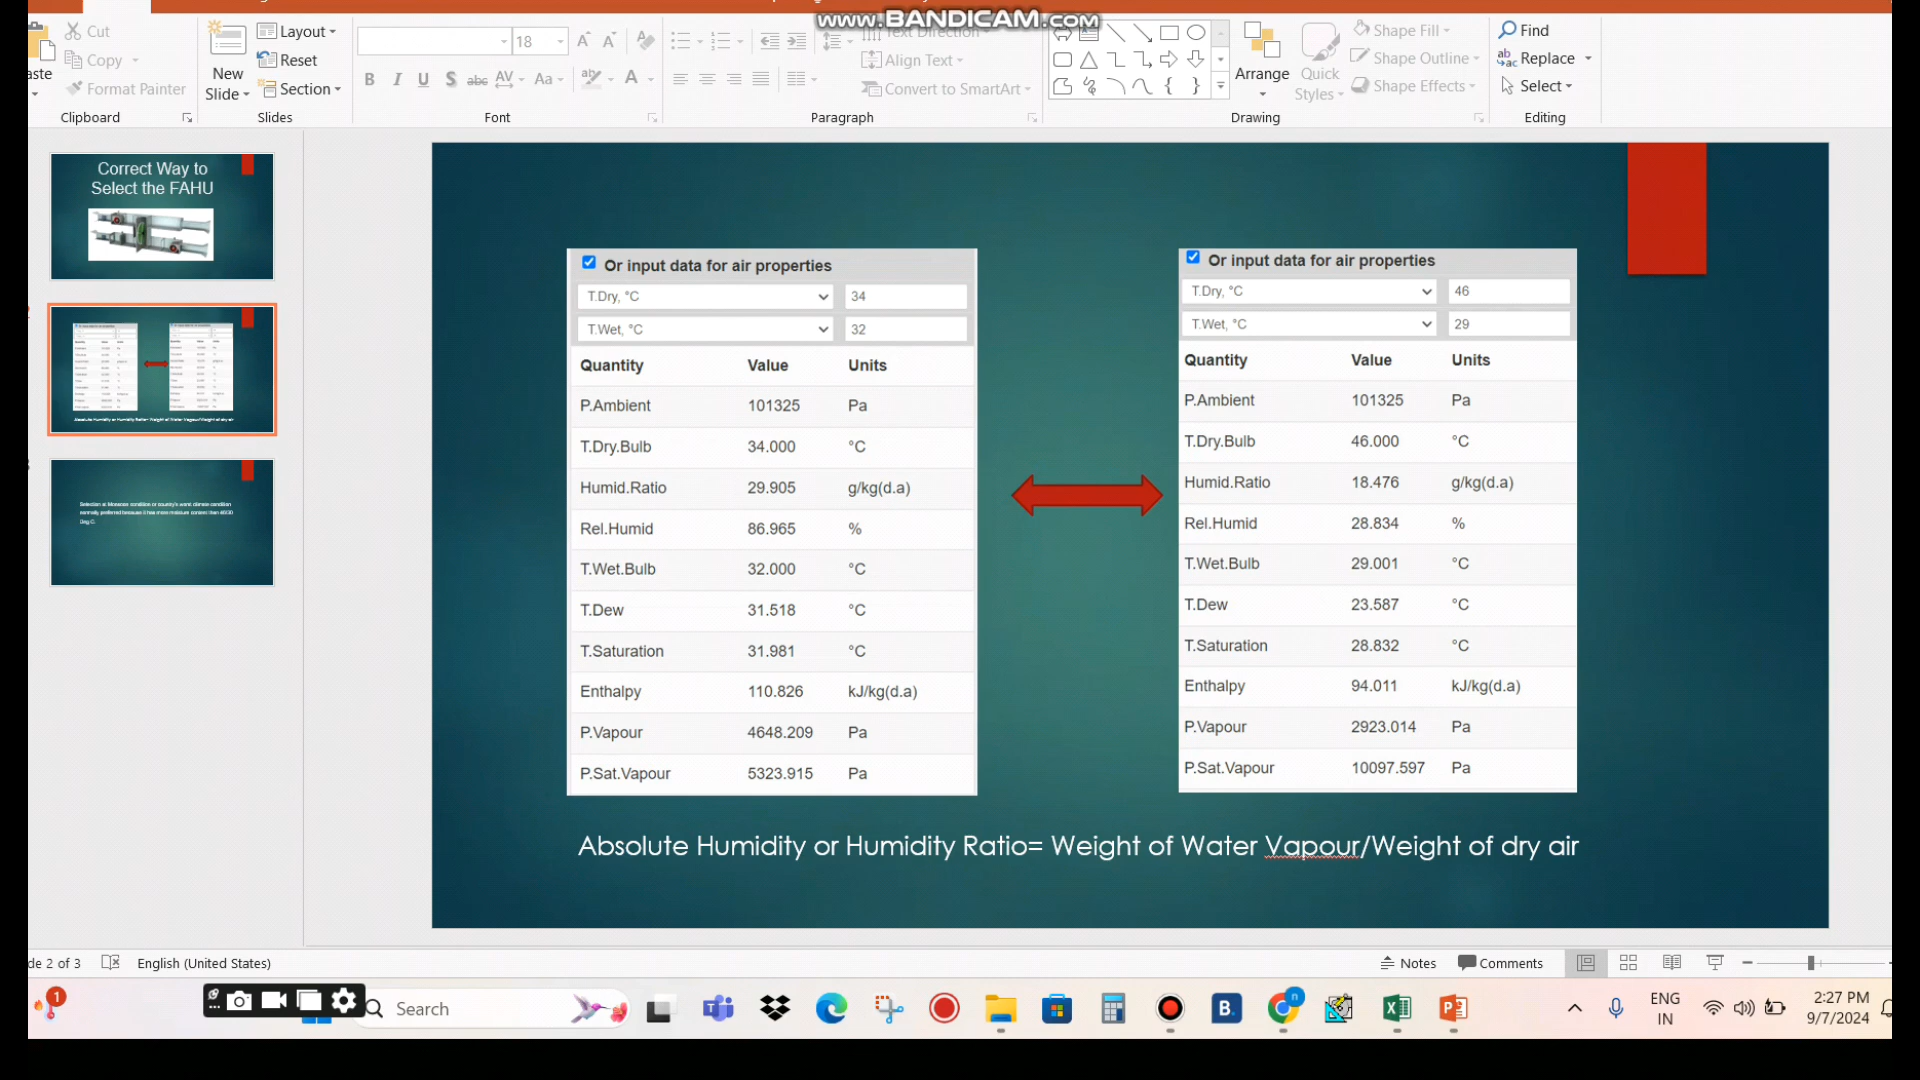 www.BANDICAM.com
Cut
Copy
Format Painter
Clipboard
New
Slide
Layout
Reset
Section
Slides
18
B I U S abc AV Aa A
Font
Align Text
Convert to SmartArt
Paragraph
Arrange
Quick
Styles
Shape Fill
Shape Outline
Shape Effects
Drawing
Find
Replace
Select
Editing
Correct Way to
Select the FAHU
Or input data for air properties
T.Dry, °C 34
T.Wet, °C 32
Quantity Value Units
P.Ambient 101325 Pa
T.Dry.Bulb 34.000 °C
Humid.Ratio 29.905 g/kg(d.a)
Rel.Humid 86.965 %
T.Wet.Bulb 32.000 °C
T.Dew 31.518 °C
T.Saturation 31.981 °C
Enthalpy 110.826 kJ/kg(d.a)
P.Vapour 4648.209 Pa
P.Sat.Vapour 5323.915 Pa
Or input data for air properties
T.Dry, °C 46
T.Wet, °C 29
Quantity Value Units
P.Ambient 101325 Pa
T.Dry.Bulb 46.000 °C
Humid.Ratio 18.476 g/kg(d.a)
Rel.Humid 28.834 %
T.Wet.Bulb 29.001 °C
T.Dew 23.587 °C
T.Saturation 28.832 °C
Enthalpy 94.011 kJ/kg(d.a)
P.Vapour 2923.014 Pa
P.Sat.Vapour 10097.597 Pa
Absolute Humidity or Humidity Ratio= Weight of Water Vapour/Weight of dry air
de 2 of 3
English (United States)
Notes
Comments
1
Search
ENG
IN
2:27 PM
9/7/2024